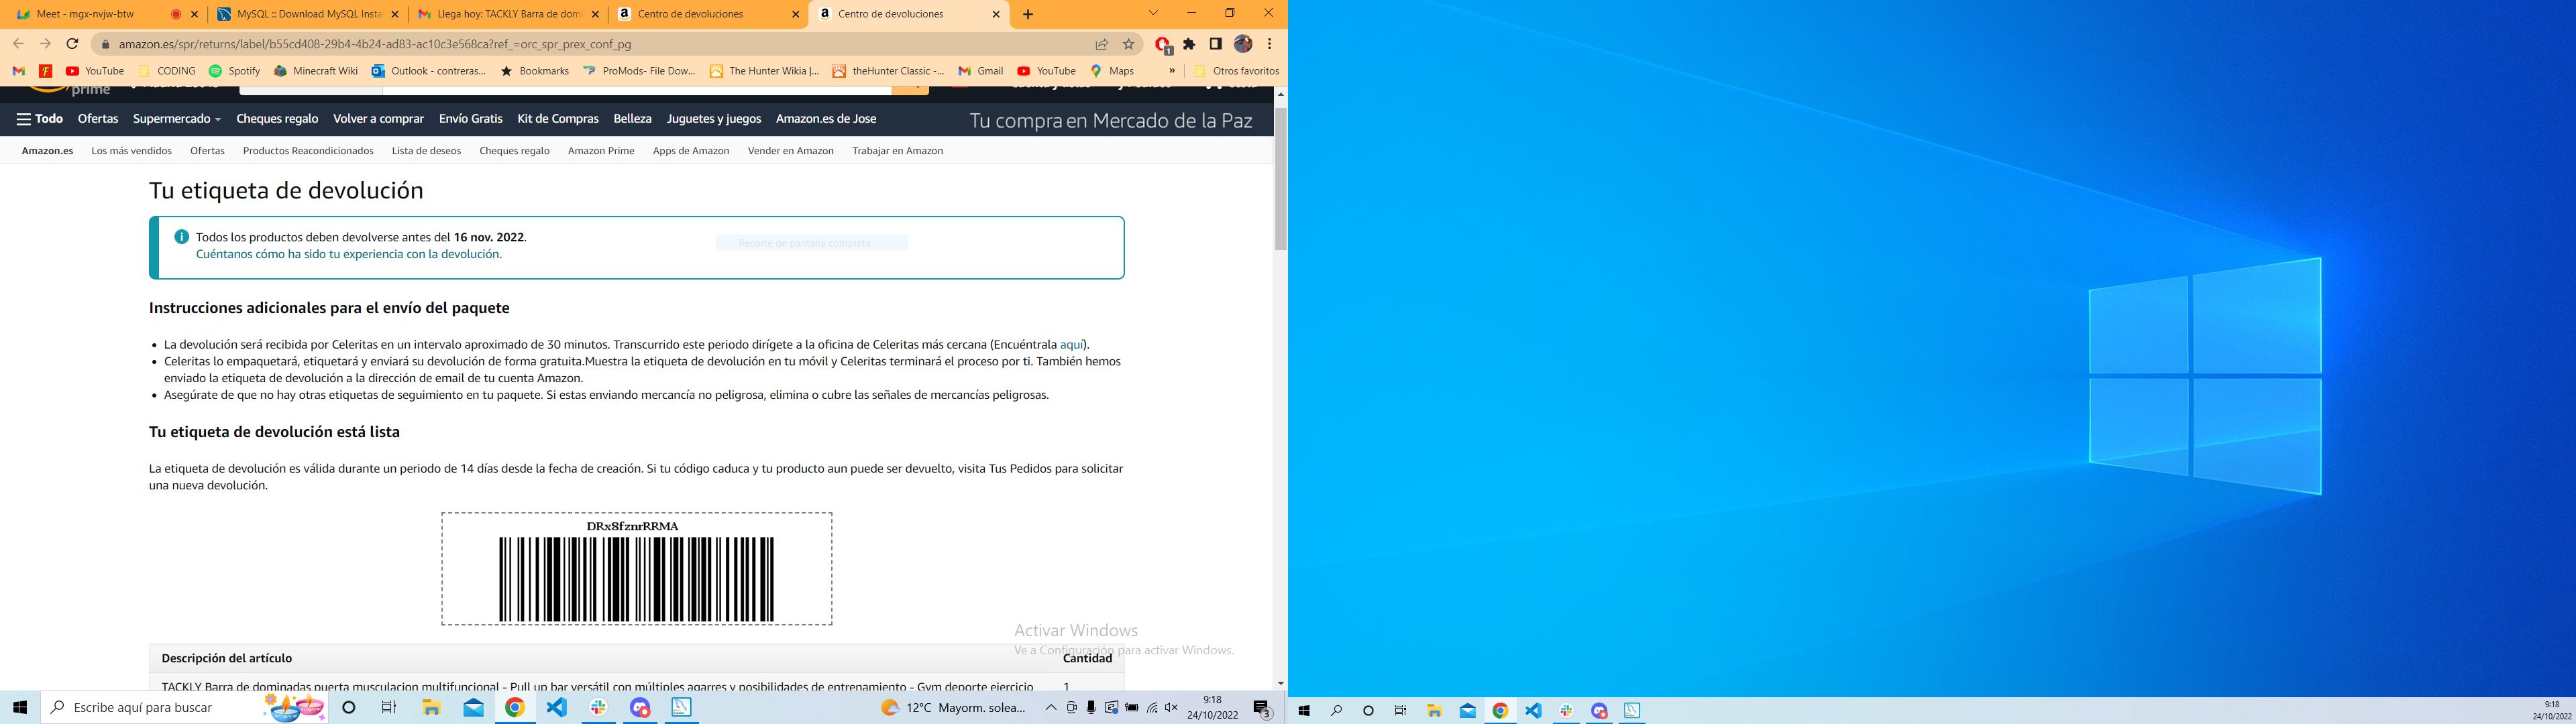 Meet - mgx-nvjw-btw
MySQL :: Download MySQL Insta
Llega hoy: TACKLY Barra de domi
Centro de devoluciones
Centro de devoluciones
amazon.es/spr/returns/label/b55cd408-29b4-4b24-ad83-ac10c3e568ca?ref_=orc_spr_prex_conf_pg
1
YouTube
CODING
Spotify
Minecraft Wiki
Outlook - contreras...
Bookmarks
ProMods- File Dow...
The Hunter Wikia |...
theHunter Classic -...
Gmail
YouTube
Maps
»
Otros favoritos
prime
Todo
Ofertas
Supermercado
Cheques regalo
Volver a comprar
Envío Gratis
Kit de Compras
Belleza
Juguetes y juegos
Amazon.es de Jose
Tu compra en Mercado de la Paz
Amazon.es
Los más vendidos
Ofertas
Productos Reacondicionados
Lista de deseos
Cheques regalo
Amazon Prime
Apps de Amazon
Vender en Amazon
Trabajar en Amazon
Tu etiqueta de devolución
Todos los productos deben devolverse antes del 16 nov. 2022.
Recorte de pantalla completa
Cuéntanos cómo ha sido tu experiencia con la devolución.
Instrucciones adicionales para el envío del paquete
• La devolución será recibida por Celeritas en un intervalo aproximado de 30 minutos. Transcurrido este periodo dirígete a la oficina de Celeritas más cercana (Encuéntrala aquí).
• Celeritas lo empaquetará, etiquetará y enviará su devolución de forma gratuita.Muestra la etiqueta de devolución en tu móvil y Celeritas terminará el proceso por ti. También hemos
enviado la etiqueta de devolución a la dirección de email de tu cuenta Amazon.
• Asegúrate de que no hay otras etiquetas de seguimiento en tu paquete. Si estas enviando mercancía no peligrosa, elimina o cubre las señales de mercancías peligrosas.
Tu etiqueta de devolución está lista
La etiqueta de devolución es válida durante un periodo de 14 días desde la fecha de creación. Si tu código caduca y tu producto aun puede ser devuelto, visita Tus Pedidos para solicitar
una nueva devolución.
DRxSfznrRRMA
Activar Windows
Ve a Configuración para activar Windows.
Descripción del artículo
Cantidad
TACKLY Barra de dominadas puerta musculacion multifuncional - Pull up bar versátil con múltiples agarres y posibilidades de entrenamiento - Gym deporte ejercicio
1
Escribe aquí para buscar
12°C Mayorm. solea...
9:18
24/10/2022
3
9:18
24/10/2022